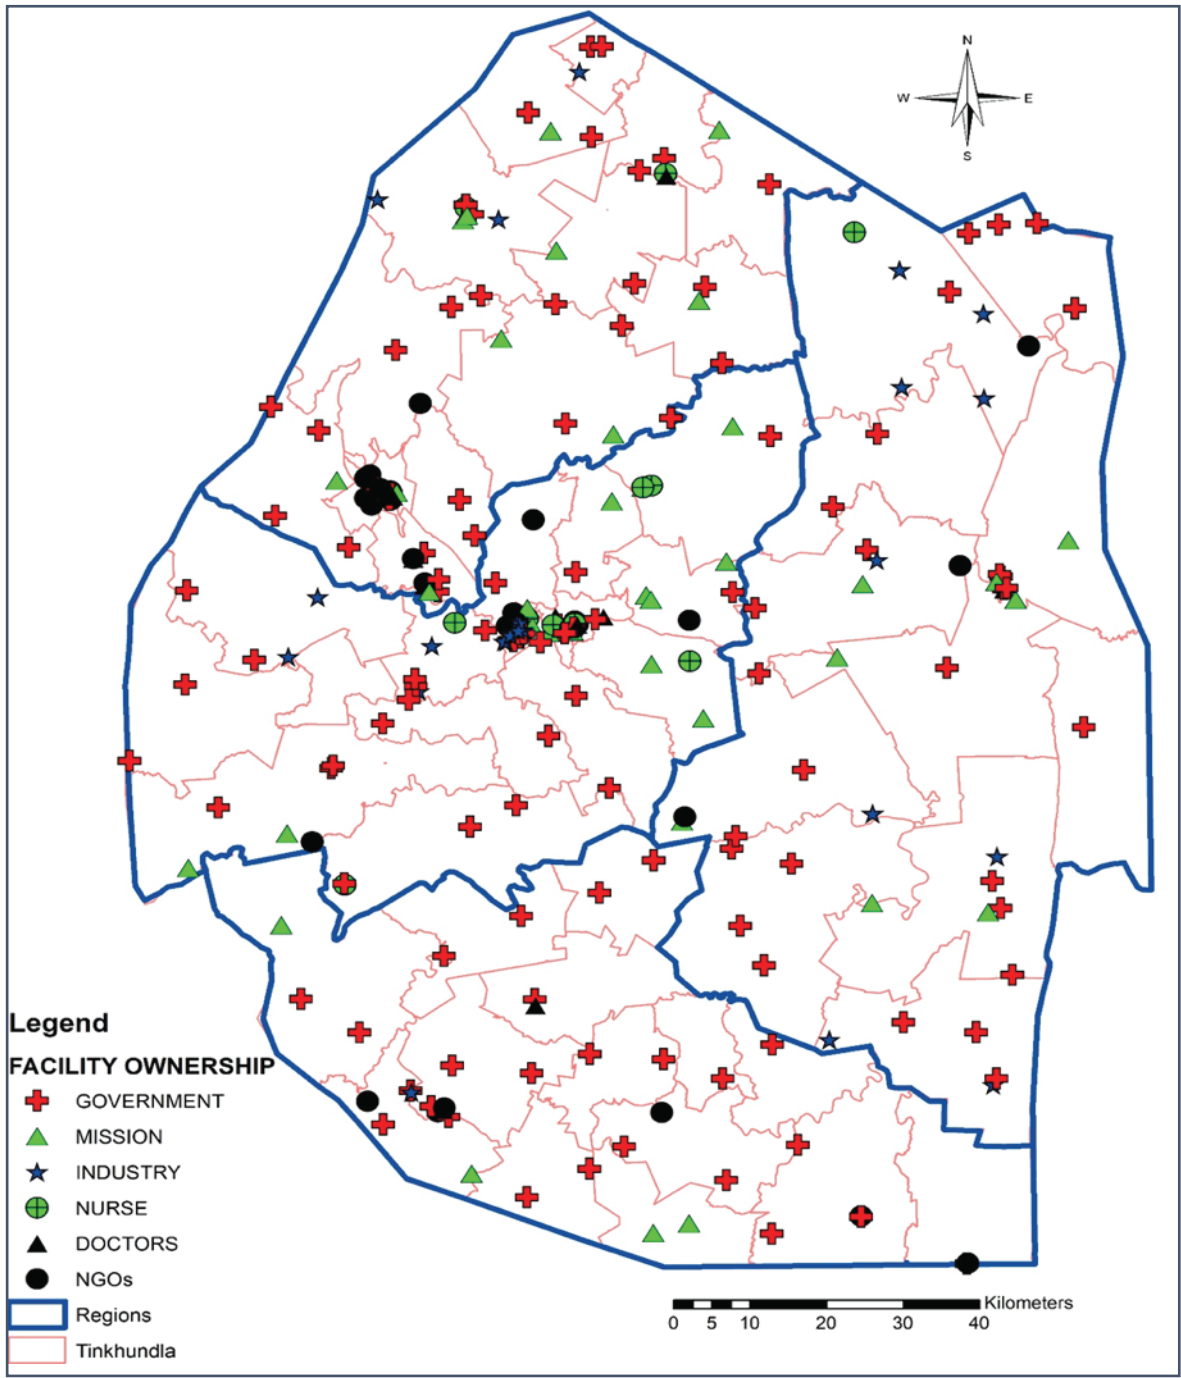 N
W E
S
Legend
FACILITY OWNERSHIP
GOVERNMENT
MISSION
INDUSTRY
NURSE
DOCTORS
NGOs
Regions
Tinkhundla
Kilometers
0 5 10 20 30 40